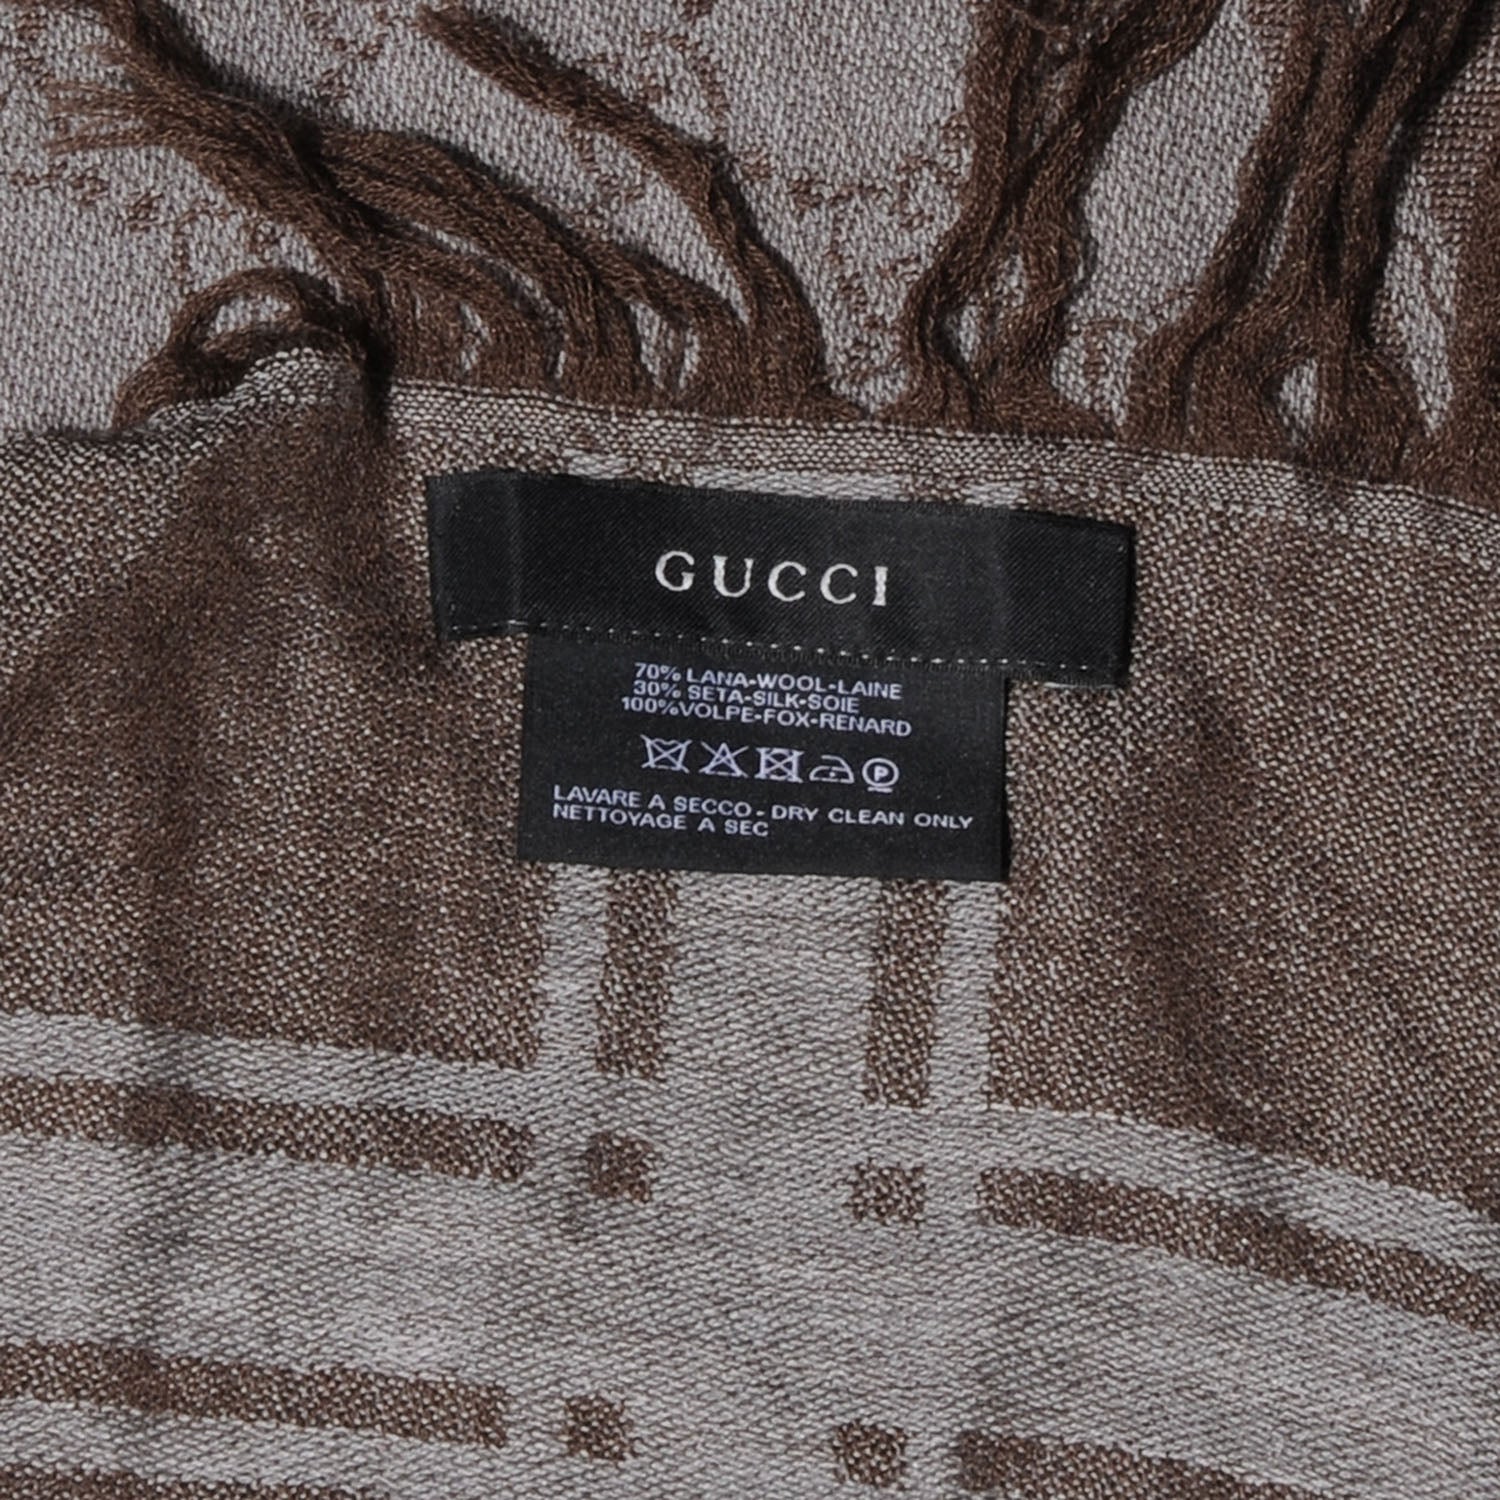 GUCCI
70% LANA-WOOL-LAINE
30% SETA-SILK-SOIE
100%VOLPE-FOX-RENARD
P
LAVARE A SECCO - DRY CLEAN ONLY
NETTOYAGE A SEC